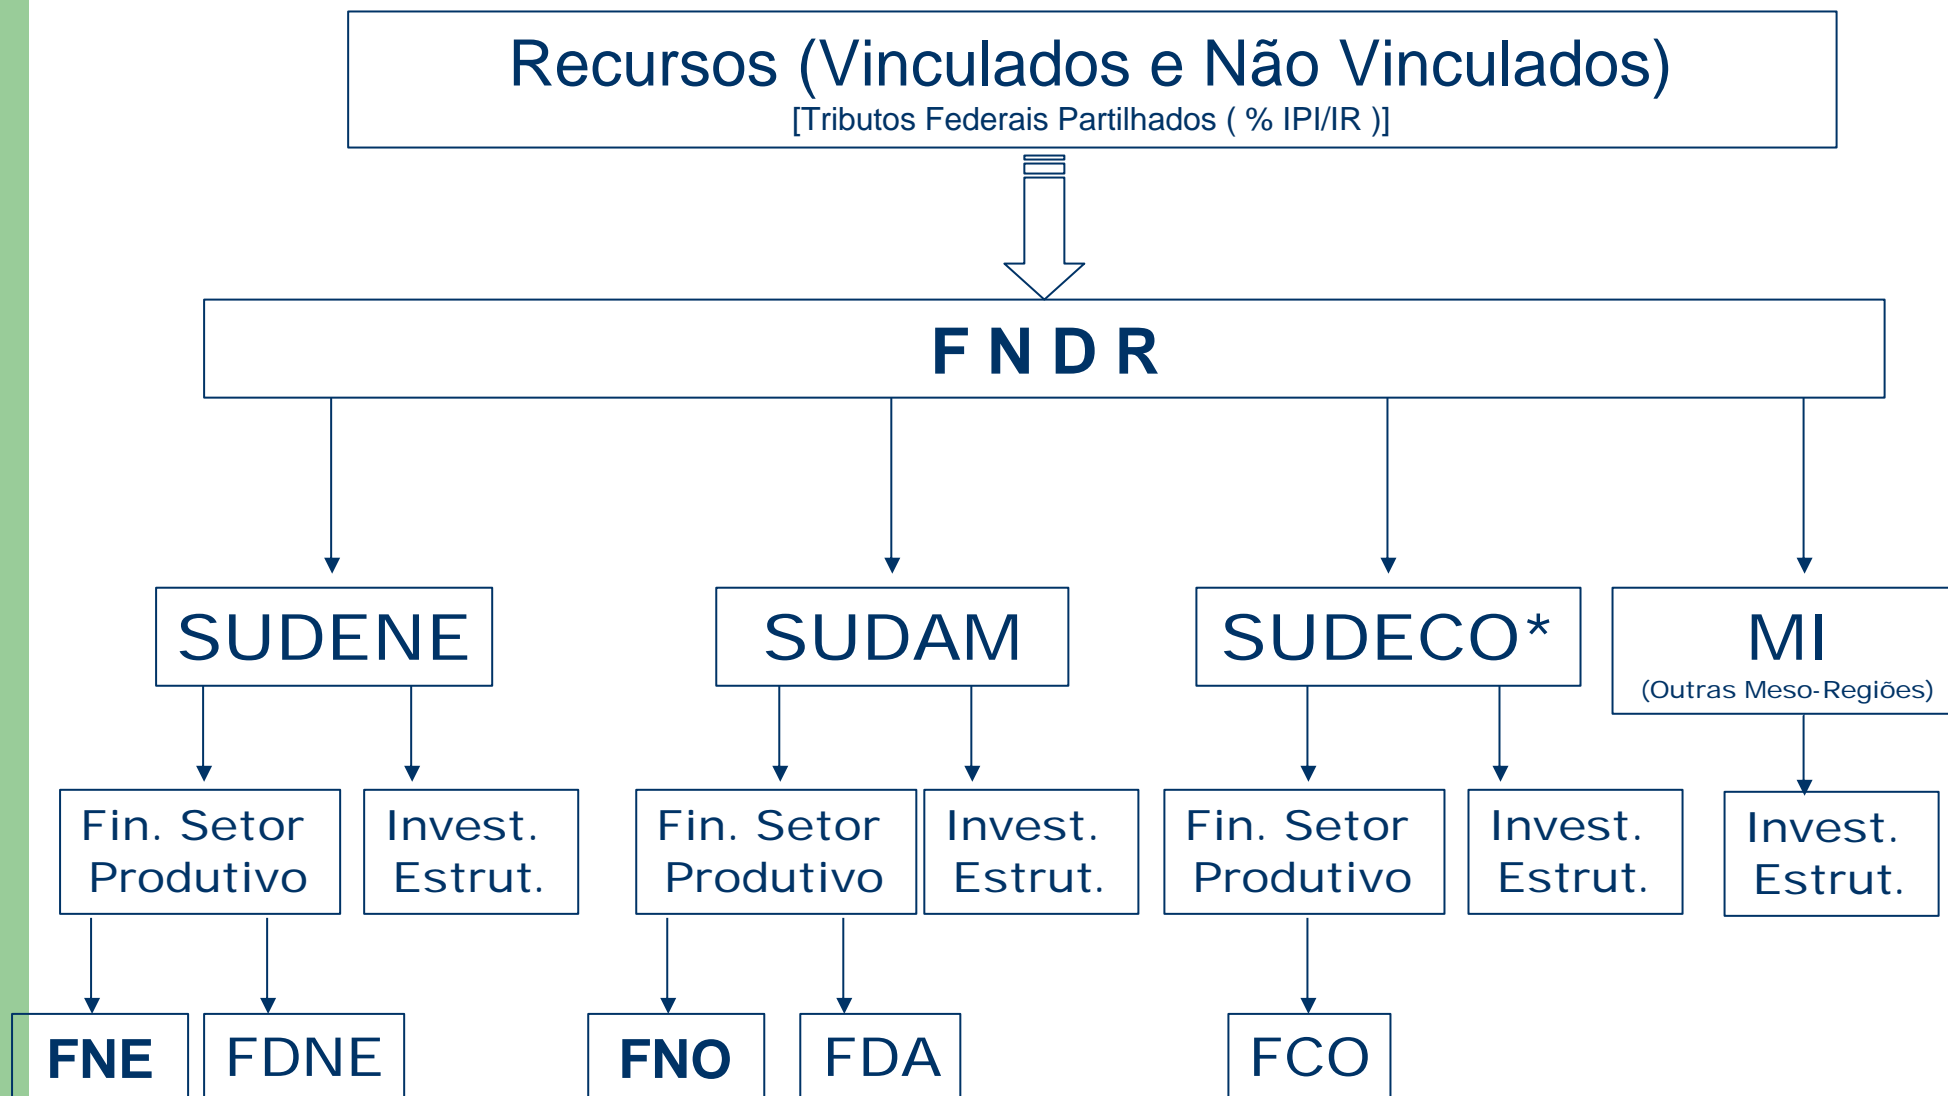 Recursos (Vinculados e Não Vinculados)
[Tributos Federais Partilhados ( % IPI/IR )]
F N D R
SUDENE
SUDAM
SUDECO*
MI
(Outras Meso-Regiões)
Fin. Setor
Produtivo
Invest.
Estrut.
Fin. Setor
Produtivo
Invest.
Estrut.
Fin. Setor
Produtivo
Invest.
Estrut.
Invest.
Estrut.
FNE
FDNE
FNO
FDA
FCO